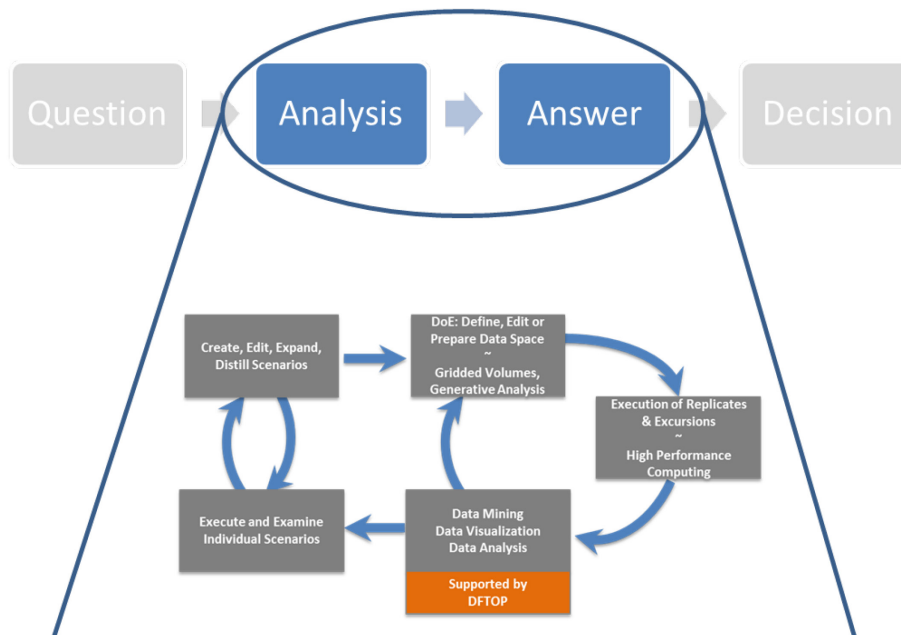 Question
Analysis
Answer
Decision
Create, Edit, Expand,
Distill Scenarios
DoE: Define, Edit or
Prepare Data Space
~
Gridded Volumes,
Generative Analysis
Execution of Replicates
& Excursions
~
High Performance
Computing
Execute and Examine
Individual Scenarios
Data Mining
Data Visualization
Data Analysis
Supported by
DFTOP